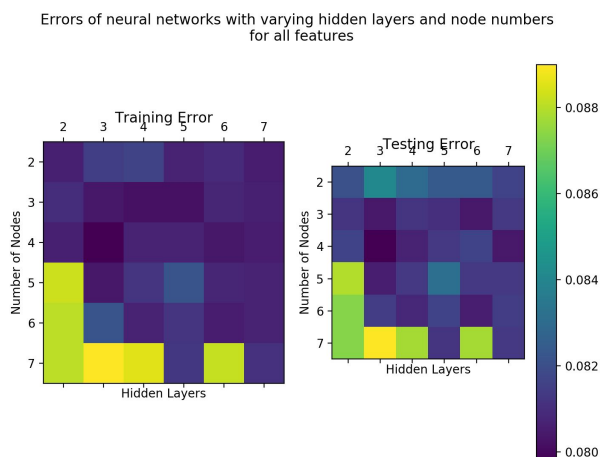 Errors of neural networks with varying hidden layers and node numbers
for all features
Training Error
2 3 4 5 6 7
2
3
4
5
6
7
Number of Nodes
Hidden Layers
Testing Error
2 3 4 5 6 7
2
3
4
5
6
7
Number of Nodes
Hidden Layers
0.088
0.086
0.084
0.082
0.080